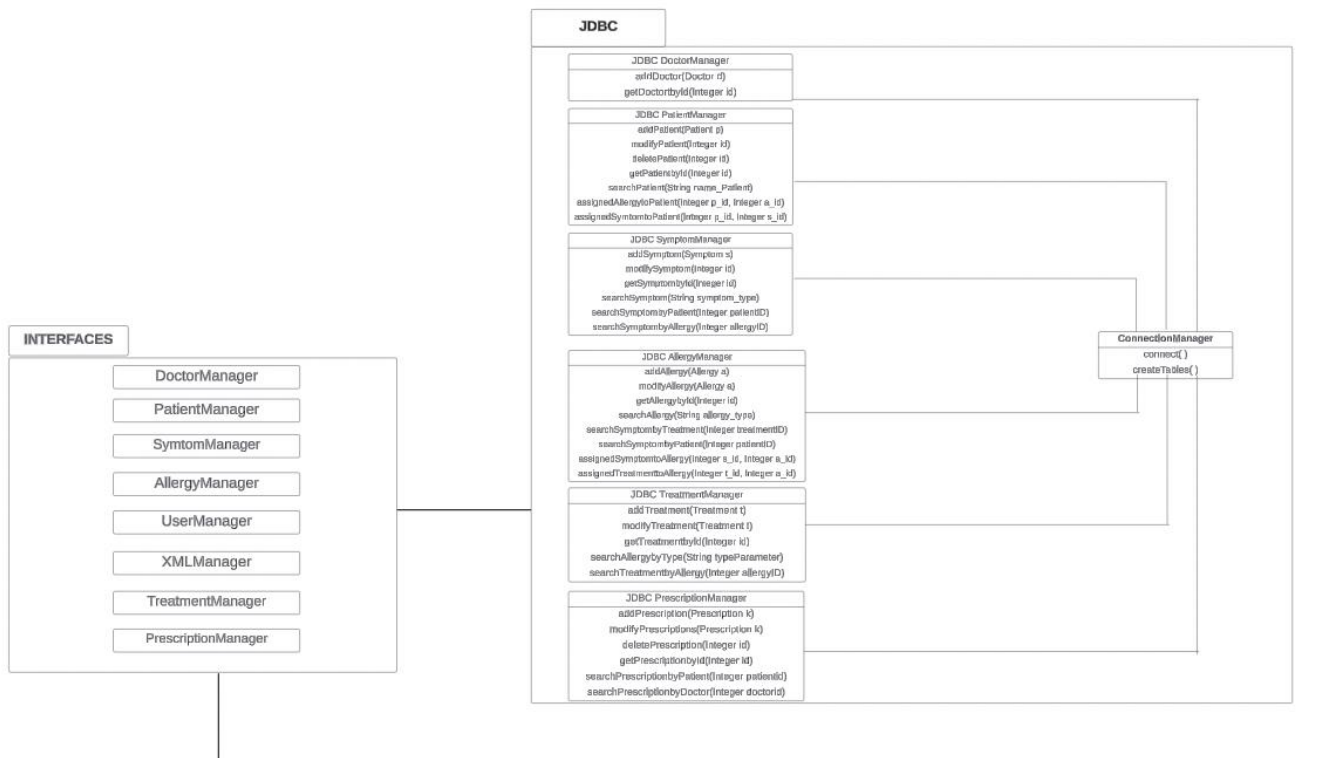 JDBC
JDBC DoctorManager
addDoctor(Doctor d)
getDoctortbyId(Integer id)
JDBC PatientManager
addPatient(Patient p)
modifyPatient(Integer id)
deletePatient(Integer id)
getPatientbyId(Integer id)
searchPatient(String name_Patient)
assignedAllergytoPatient(Integer p_id, Integer a_id)
assignedSymtomtoPatient(Integer p_id, Integer s_id)
JDBC SymptomManager
addSymptom(Symptom s)
modifySymptom(Integer id)
getSymptombyId(Integer id)
searchSymptom(String symptom_type)
searchSymptombyPatient(Integer patientID)
searchSymptombyAllergy(Integer allergyID)
INTERFACES
DoctorManager
PatientManager
SymtomManager
AllergyManager
UserManager
XMLManager
TreatmentManager
PrescriptionManager
ConnectionManager
connect( )
createTables( )
JDBC AllergyManager
addAllergy(Allergy a)
modifyAllergy(Allergy a)
getAllergybyId(Integer id)
searchAllergy(String allergy_type)
searchSymptombyTreatment(Integer treatmentID)
searchSymptombyPatient(Integer patientID)
assignedSymptomtoAllergy(Integer s_id, Integer a_id)
assignedTreatmenttoAllergy(Integer t_id, Integer a_id)
JDBC TreatmentManager
addTreatment(Treatment t)
modifyTreatment(Treatment t)
getTreatmentbyId(Integer id)
searchAllergybyType(String typeParameter)
searchTreatmentbyAllergy(Integer allergyID)
JDBC PrescriptionManager
addPrescription(Prescription k)
modifyPrescriptions(Prescription k)
deletePrescription(Integer id)
getPrescriptionbyId(Integer id)
searchPrescriptionbyPatient(Integer patientid)
searchPrescriptionbyDoctor(Integer doctorid)